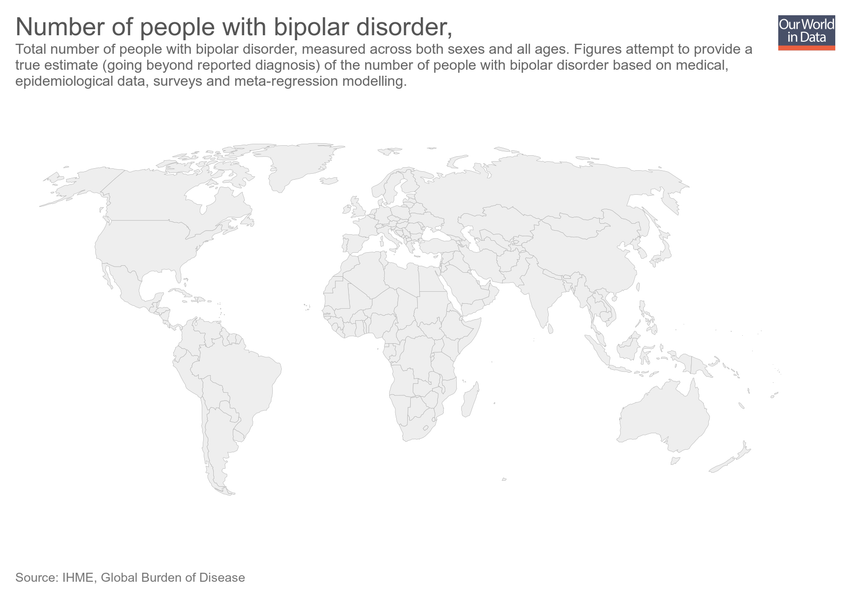 Number of people with bipolar disorder,
Our World
in Data
Total number of people with bipolar disorder, measured across both sexes and all ages. Figures attempt to provide a
true estimate (going beyond reported diagnosis) of the number of people with bipolar disorder based on medical,
epidemiological data, surveys and meta-regression modelling.
Source: IHME, Global Burden of Disease